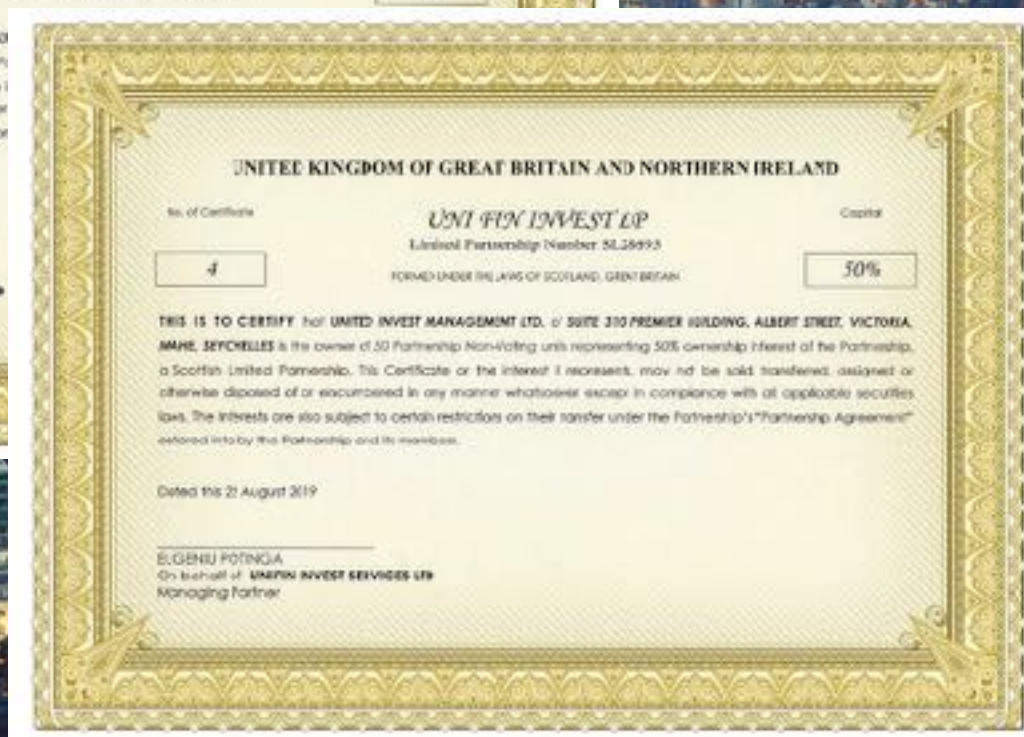 UNITED KINGDOM OF GREAT BRITAIN AND NORTHERN IRELAND
No. of Certificate
UNI FIN INVEST LP
Capital
Limited Partnership Number SL28693
4
FORMED UNDER THE LAWS OF SCOTLAND, GREAT BRITAIN
50%
THIS IS TO CERTIFY that UNITED INVEST MANAGEMENT LTD, of SUITE 310 PREMIER BUILDING, ALBERT STREET, VICTORIA,
MAHE, SEYCHELLES is the owner of 50 Partnership Non-Voting units representing 50% ownership interest of the Partnership,
a Scottish Limited Partnership. This Certificate or the interest it represents, may not be sold, transferred, assigned or
otherwise disposed of or encumbered in any manner whatsoever except in compliance with all applicable securities
laws. The interests are also subject to certain restrictions on their transfer under the Partnership's "Partnership Agreement"
entered into by the Partnership and its members.
Dated this 21 August 2019
EUGENIU POTINGA
On behalf of UNIFIN INVEST SERVICES LTD
Managing Partner